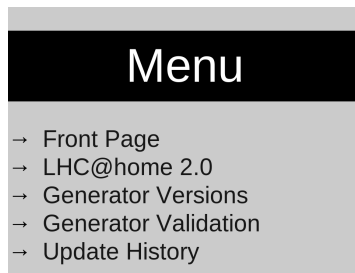 Menu
→ Front Page
→ LHC@home 2.0
→ Generator Versions
→ Generator Validation
→ Update History